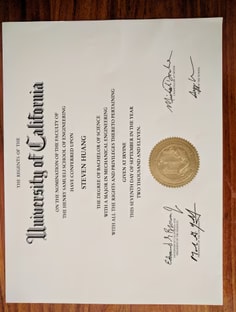 THE REGENTS OF THE
University of California
ON THE NOMINATION OF THE FACULTY OF
THE HENRY SAMUELI SCHOOL OF ENGINEERING
HAVE CONFERRED UPON
STEVEN HUANG
THE DEGREE OF BACHELOR OF SCIENCE
WITH A MAJOR IN MECHANICAL ENGINEERING
WITH ALL THE RIGHTS AND PRIVILEGES THERETO PERTAINING
GIVEN AT IRVINE
THIS SEVENTH DAY OF SEPTEMBER IN THE YEAR
TWO THOUSAND AND ELEVEN.